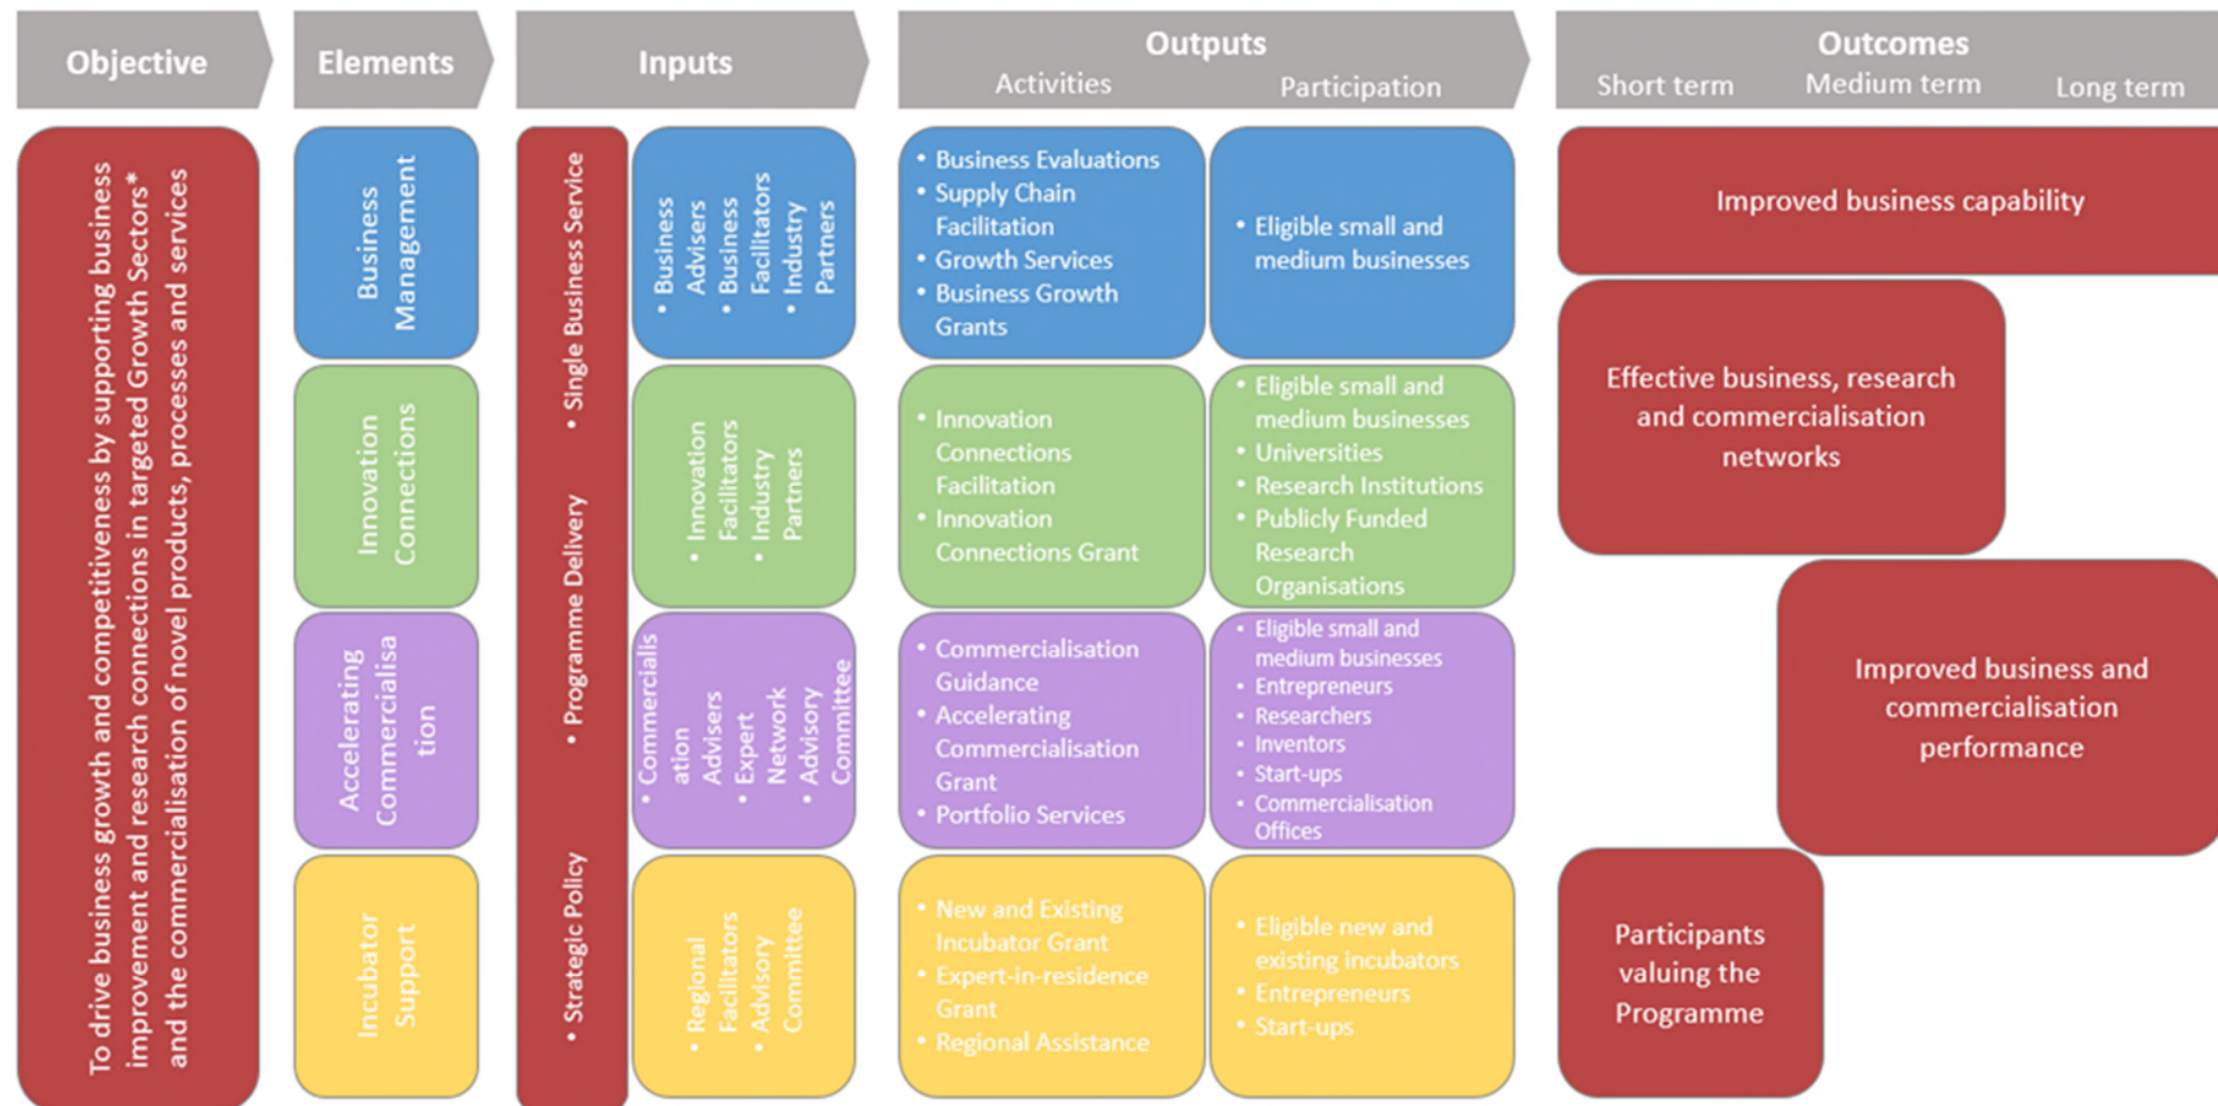 Objective
Elements
Inputs
Outputs
Activities
Participation
Outcomes
Short term
Medium term
Long term
To drive business growth and competitiveness by supporting business
improvement and research connections in targeted Growth Sectors*
and the commercialisation of novel products, processes and services
Business
Management
Innovation
Connections
Accelerating
Commercialisa
tion
Incubator
Support
• Strategic Policy
• Programme Delivery
• Single Business Service
• Business
Advisers
• Business
Facilitators
• Industry
Partners
• Innovation
Facilitators
• Industry
Partners
• Commercialis
ation
Advisers
• Expert
Network
• Advisory
Committee
• Regional
Facilitators
• Advisory
Committee
• Business Evaluations
• Supply Chain
Facilitation
• Growth Services
• Business Growth
Grants
• Eligible small and
medium businesses
• Innovation
Connections
Facilitation
• Innovation
Connections Grant
• Eligible small and
medium businesses
• Universities
• Research Institutions
• Publicly Funded
Research
Organisations
• Commercialisation
Guidance
• Accelerating
Commercialisation
Grant
• Portfolio Services
• Eligible small and
medium businesses
• Entrepreneurs
• Researchers
• Inventors
• Start-ups
• Commercialisation
Offices
• New and Existing
Incubator Grant
• Expert-in-residence
Grant
• Regional Assistance
• Eligible new and
existing incubators
• Entrepreneurs
• Start-ups
Improved business capability
Effective business, research
and commercialisation
networks
Improved business and
commercialisation
performance
Participants
valuing the
Programme